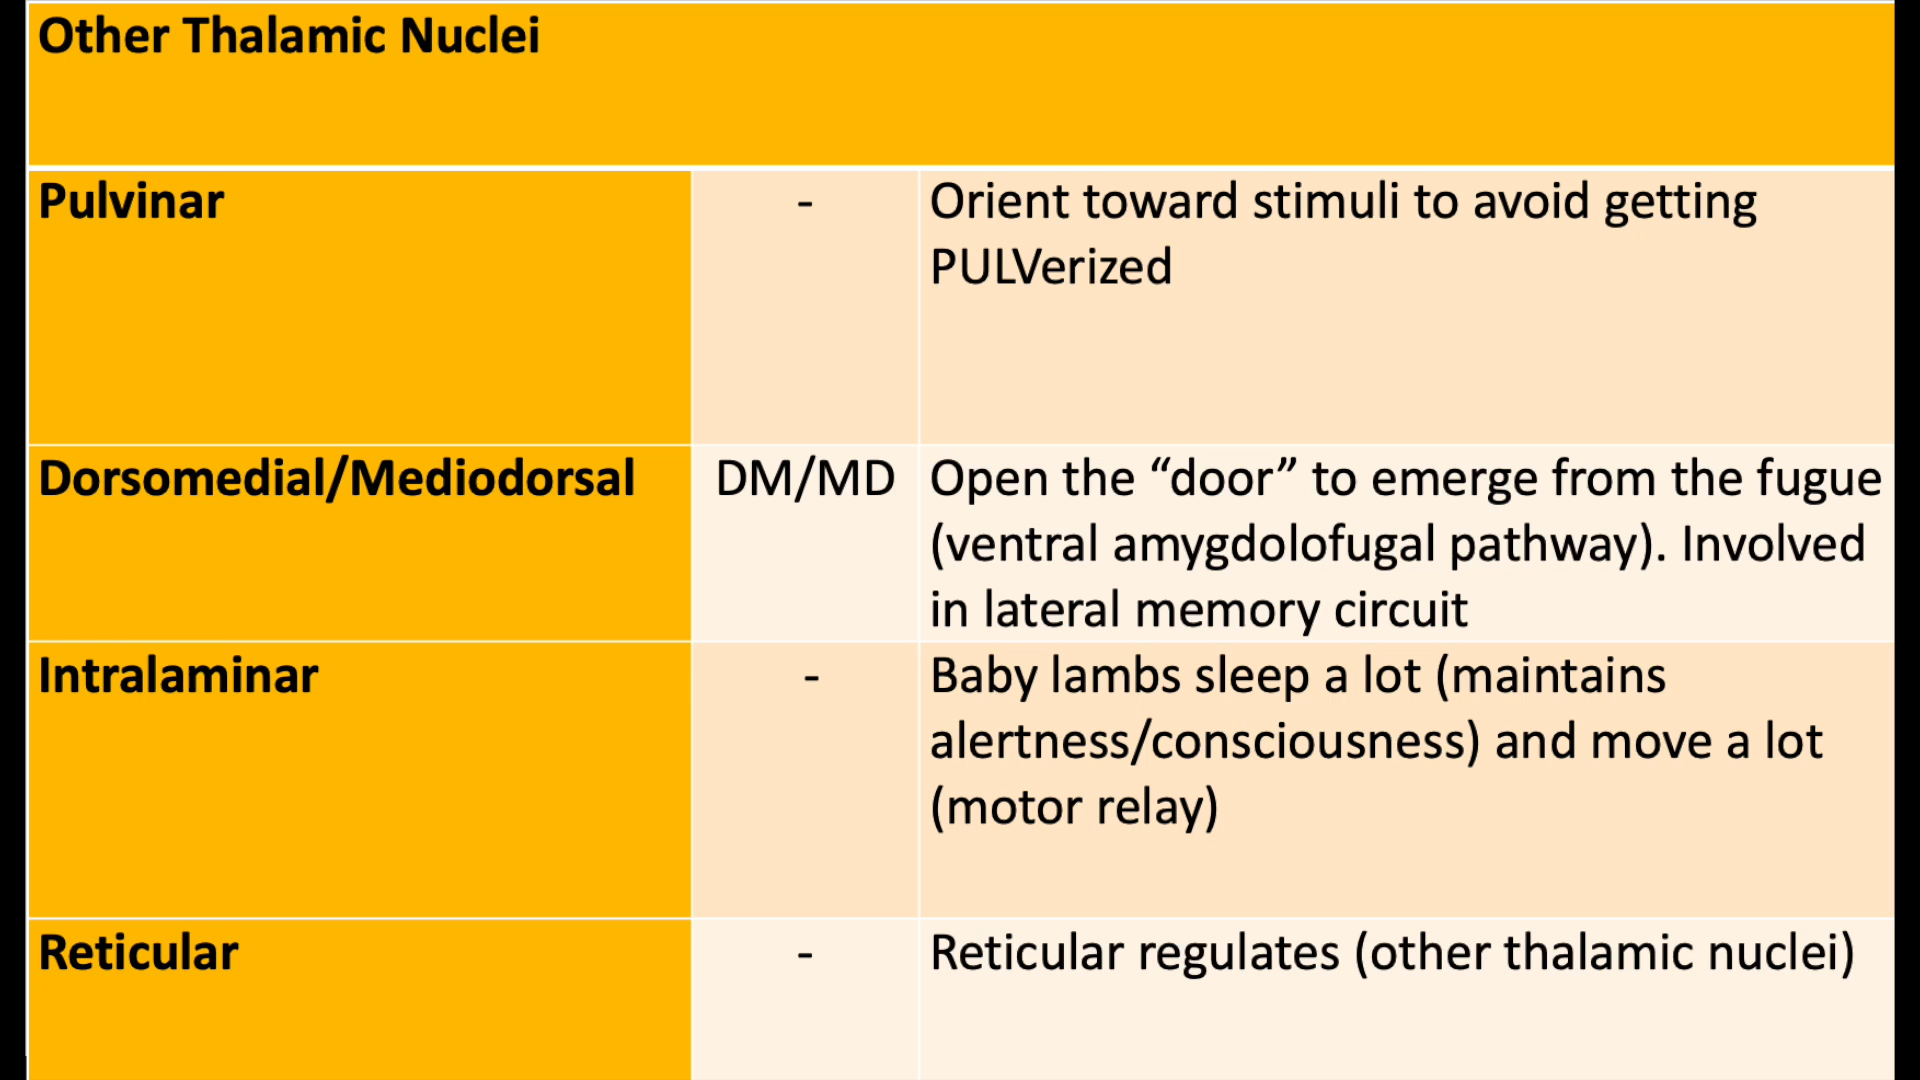 Other Thalamic Nuclei
Pulvinar
-
Orient toward stimuli to avoid getting
PULVerized
Dorsomedial/Mediodorsal
DM/MD
Open the “door” to emerge from the fugue
(ventral amygdolofugal pathway). Involved
in lateral memory circuit
Intralaminar
-
Baby lambs sleep a lot (maintains
alertness/consciousness) and move a lot
(motor relay)
Reticular
-
Reticular regulates (other thalamic nuclei)